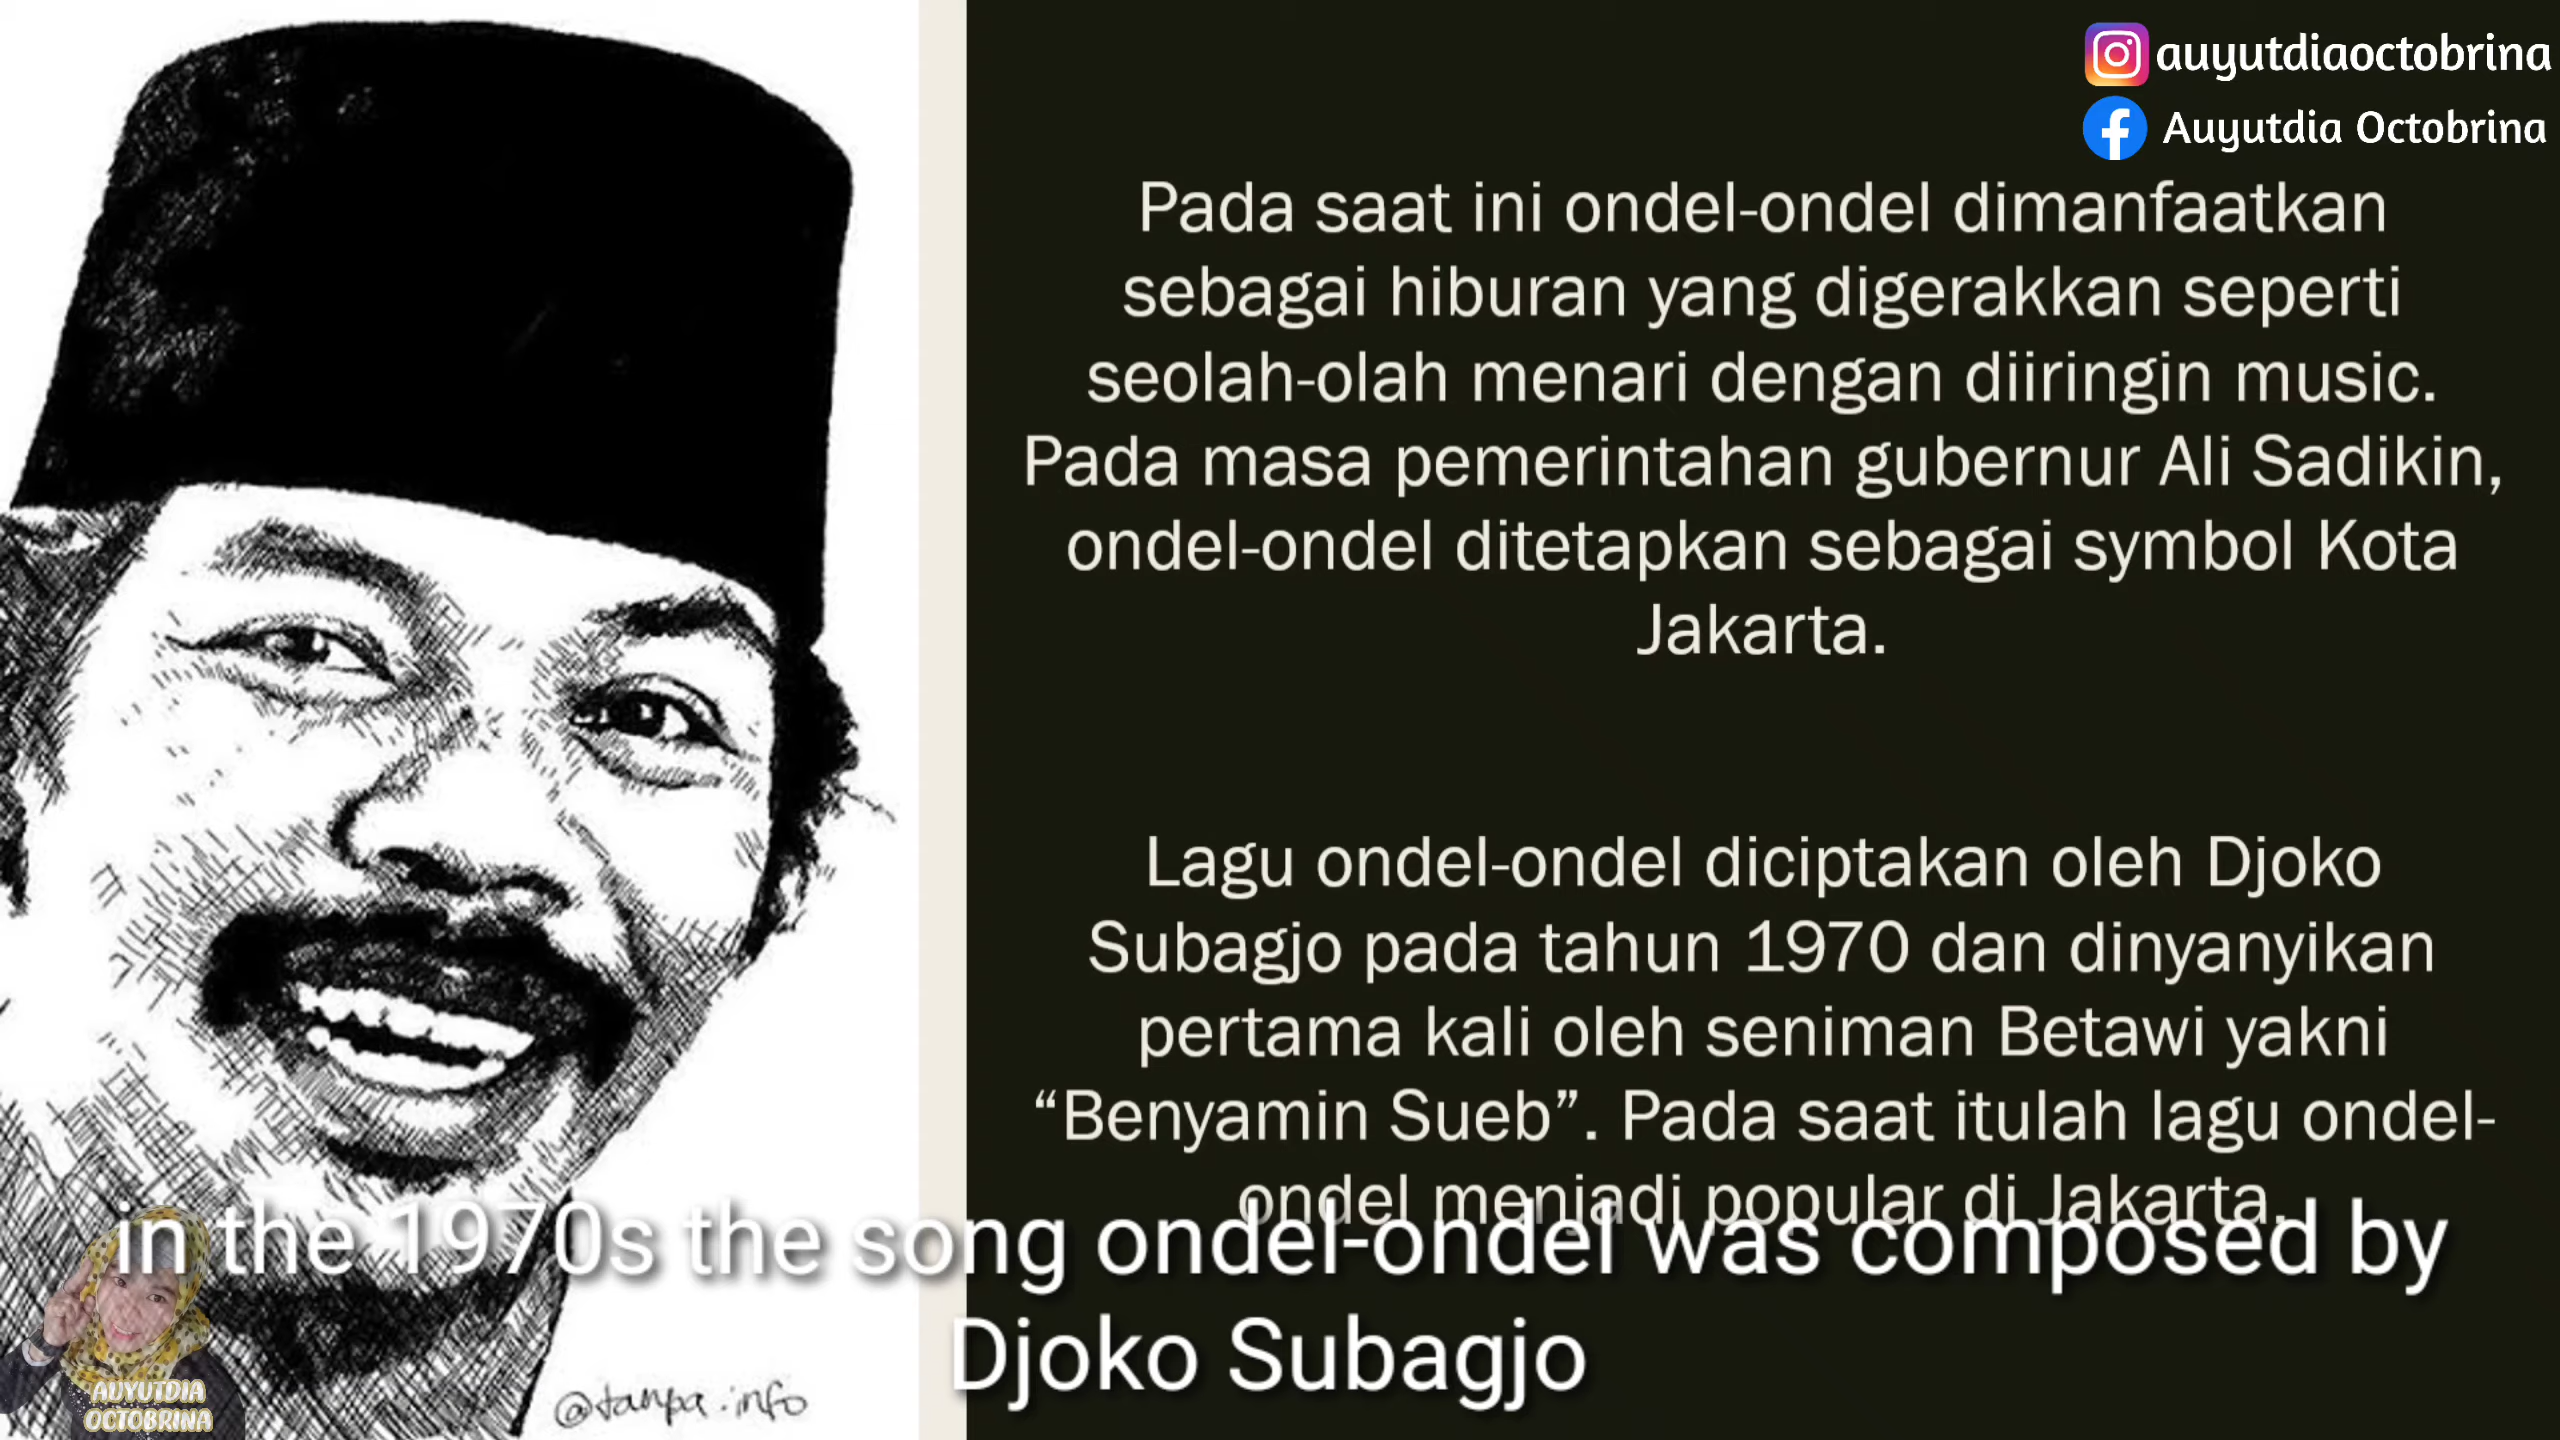 auyutdiaoctobrina
Auyutdia Octobrina
Pada saat ini ondel-ondel dimanfaatkan
sebagai hiburan yang digerakkan seperti
seolah-olah menari dengan diiringin music.
Pada masa pemerintahan gubernur Ali Sadikin,
ondel-ondel ditetapkan sebagai symbol Kota
Jakarta.
Lagu ondel-ondel diciptakan oleh Djoko
Subagjo pada tahun 1970 dan dinyanyikan
pertama kali oleh seniman Betawi yakni
“Benyamin Sueb”. Pada saat itulah lagu ondel-
ondel menjadi popular di Jakarta.
in the 1970s the song ondel-ondel was composed by
Djoko Subagjo
@tanpa.info
AUYUTDIA
OCTOBRINA